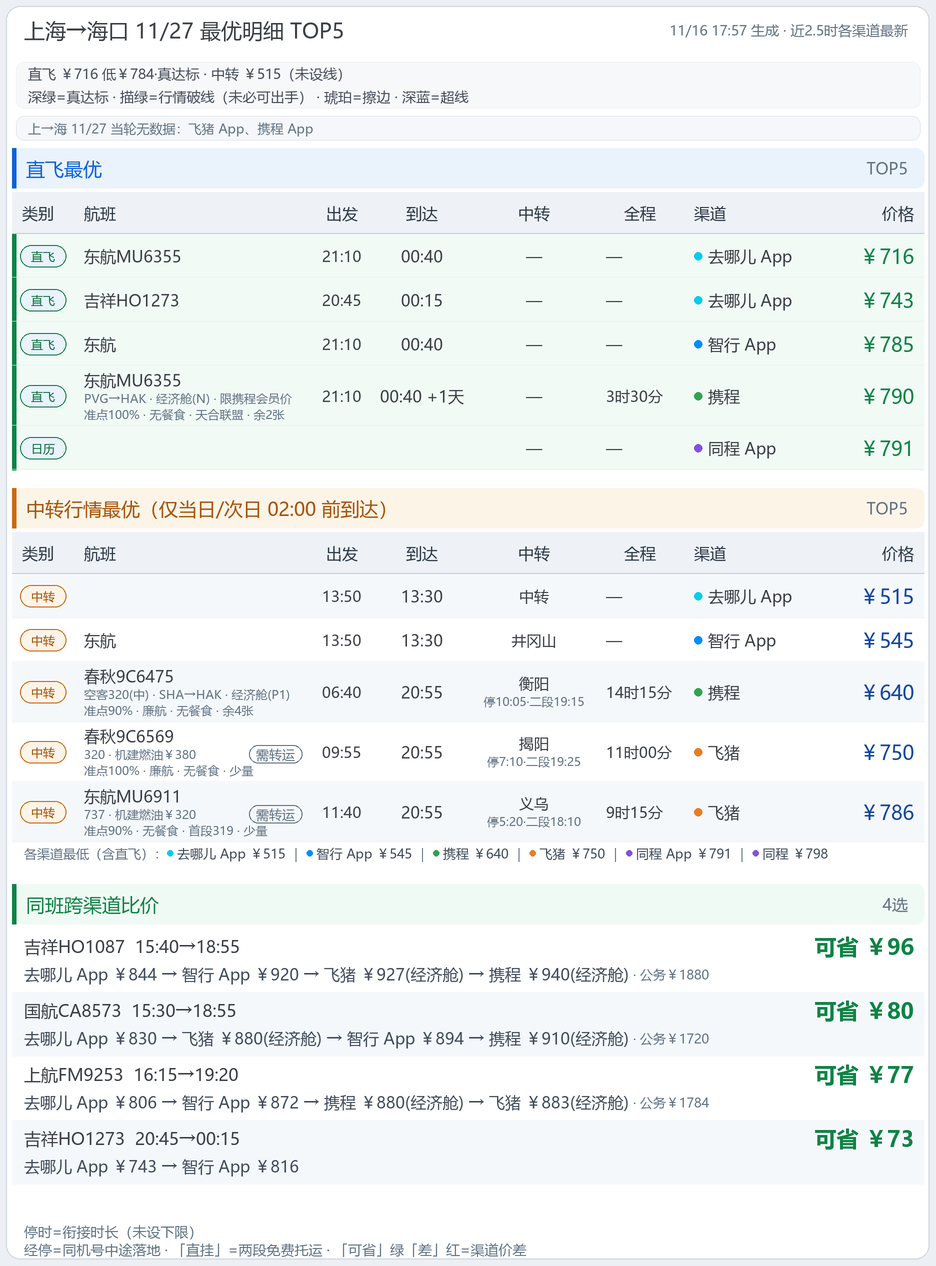 上海→海口 11/27 最优明细 TOP5
11/16 17:57 生成 · 近2.5时各渠道最新
直飞 ￥716 低￥784·真达标 · 中转 ￥515（未设线）
深绿=真达标 · 描绿=行情破线（未必可出手） · 琥珀=擦边 · 深蓝=超线
上→海 11/27 当轮无数据：飞猪 App、携程 App
直飞最优 TOP5
类别 航班 出发 到达 中转 全程 渠道 价格
直飞 东航MU6355 21:10 00:40 — — 去哪儿 App ￥716
直飞 吉祥HO1273 20:45 00:15 — — 去哪儿 App ￥743
直飞 东航 21:10 00:40 — — 智行 App ￥785
东航MU6355
直飞 PVG→HAK · 经济舱(N) · 限携程会员价 21:10 00:40 +1天 — 3时30分 携程 ￥790
准点100% · 无餐食 · 天合联盟 · 余2张
日历 — — 同程 App ￥791
中转行情最优（仅当日/次日 02:00 前到达） TOP5
类别 航班 出发 到达 中转 全程 渠道 价格
中转 13:50 13:30 中转 — 去哪儿 App ￥515
中转 东航 13:50 13:30 井冈山 — 智行 App ￥545
春秋9C6475 衡阳
中转 空客320(中) · SHA→HAK · 经济舱(P1) 06:40 20:55 停10:05·二段19:15 14时15分 携程 ￥640
准点90% · 廉航 · 无餐食 · 余4张
春秋9C6569 揭阳
中转 320 · 机建燃油￥380 需转运 09:55 20:55 停7:10·二段19:25 11时00分 飞猪 ￥750
准点100% · 廉航 · 无餐食 · 少量
东航MU6911 义乌
中转 737 · 机建燃油￥320 需转运 11:40 20:55 停5:20·二段18:10 9时15分 飞猪 ￥786
准点90% · 无餐食 · 首段319 · 少量
各渠道最低（含直飞）: 去哪儿 App ￥515 | 智行 App ￥545 | 携程 ￥640 | 飞猪 ￥750 | 同程 App ￥791 | 同程 ￥798
同班跨渠道比价 4选
吉祥HO1087 15:40→18:55 可省 ￥96
去哪儿 App ￥844 → 智行 App ￥920 → 飞猪 ￥927(经济舱) → 携程 ￥940(经济舱) · 公务￥1880
国航CA8573 15:30→18:55 可省 ￥80
去哪儿 App ￥830 → 飞猪 ￥880(经济舱) → 智行 App ￥894 → 携程 ￥910(经济舱) · 公务￥1720
上航FM9253 16:15→19:20 可省 ￥77
去哪儿 App ￥806 → 智行 App ￥872 → 携程 ￥880(经济舱) → 飞猪 ￥883(经济舱) · 公务￥1784
吉祥HO1273 20:45→00:15 可省 ￥73
去哪儿 App ￥743 → 智行 App ￥816
停时=衔接时长（未设下限）
经停=同机号中途落地 · 「直挂」=两段免费托运 · 「可省」绿「差」红=渠道价差